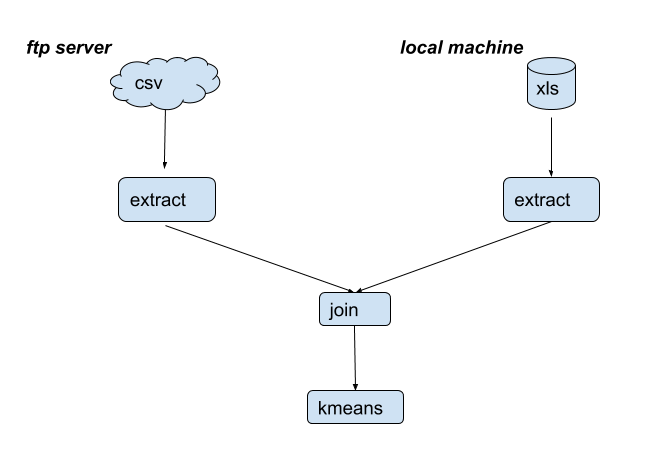 ftp server
local machine
csv
xls
extract
extract
join
kmeans